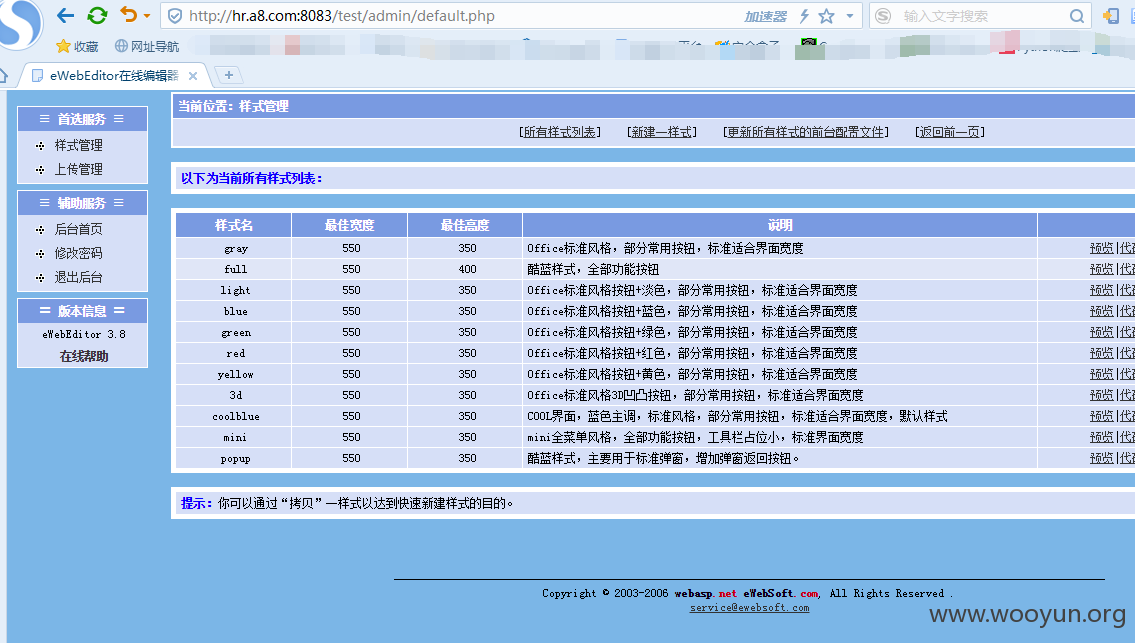 http://hr.a8.com:8083/test/admin/default.php
加速器
输入文字搜索
收藏
网址导航
eWebEditor在线编辑器
首选服务
样式管理
上传管理
辅助服务
后台首页
修改密码
退出后台
版本信息
eWebEditor 3.8
在线帮助
当前位置：样式管理
[所有样式列表] [新建一样式] [更新所有样式的前台配置文件] [返回前一页]
以下为当前所有样式列表：
样式名 最佳宽度 最佳高度 说明
gray 550 350 Office标准风格，部分常用按钮，标准适合界面宽度 预览|代
full 550 400 酷蓝样式，全部功能按钮 预览|代
light 550 350 Office标准风格按钮+淡色，部分常用按钮，标准适合界面宽度 预览|代
blue 550 350 Office标准风格按钮+蓝色，部分常用按钮，标准适合界面宽度 预览|代
green 550 350 Office标准风格按钮+绿色，部分常用按钮，标准适合界面宽度 预览|代
red 550 350 Office标准风格按钮+红色，部分常用按钮，标准适合界面宽度 预览|代
yellow 550 350 Office标准风格按钮+黄色，部分常用按钮，标准适合界面宽度 预览|代
3d 550 350 Office标准风格3D凹凸按钮，部分常用按钮，标准适合界面宽度 预览|代
coolblue 550 350 COOL界面，蓝色主调，标准风格，部分常用按钮，标准适合界面宽度，默认样式 预览|代
mini 550 350 mini全菜单风格，全部功能按钮，工具栏占位小，标准界面宽度 预览|代
popup 550 350 酷蓝样式，主要用于标准弹窗，增加弹窗返回按钮。 预览|代
提示：你可以通过“拷贝”一样式以达到快速新建样式的目的。
Copyright © 2003-2006 webasp.net eWebSoft.com, All Rights Reserved .
service@ewebsoft.com
www.wooyun.org